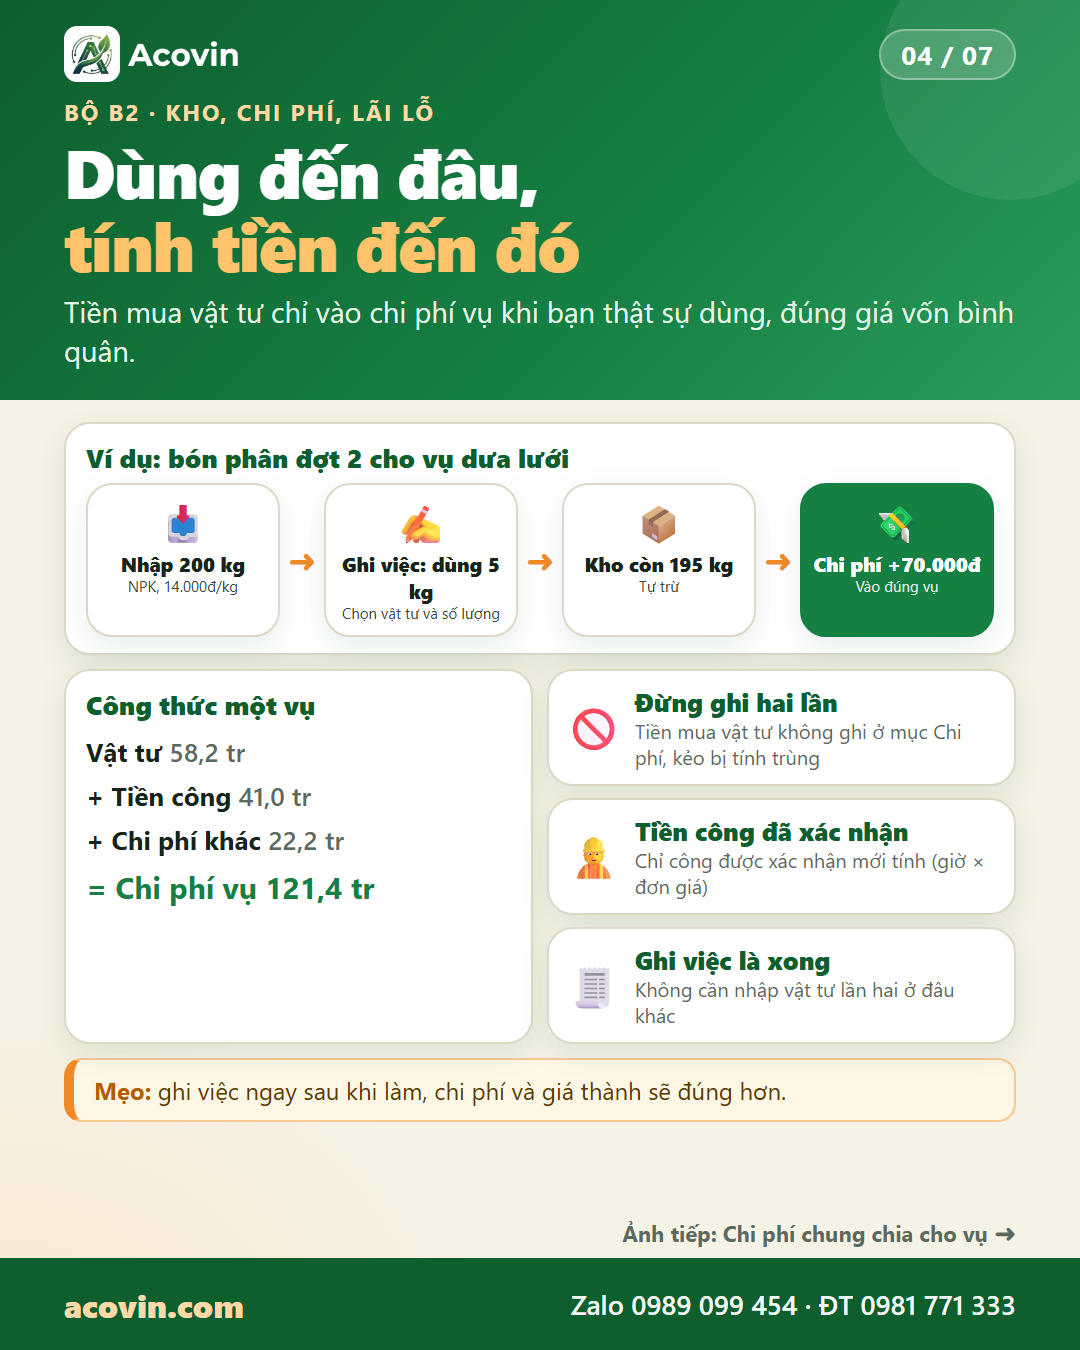 Acovin
04 / 07
BỘ B2 · KHO, CHI PHÍ, LÃI LỖ
Dùng đến đâu,
tính tiền đến đó
Tiền mua vật tư chỉ vào chi phí vụ khi bạn thật sự dùng, đúng giá vốn bình
quân.
Ví dụ: bón phân đợt 2 cho vụ dưa lưới
Nhập 200 kg
NPK, 14.000đ/kg
➜
Ghi việc: dùng 5
kg
Chọn vật tư và số lượng
➜
Kho còn 195 kg
Tự trừ
➜
Chi phí +70.000đ
Vào đúng vụ
Công thức một vụ
Vật tư 58,2 tr
+ Tiền công 41,0 tr
+ Chi phí khác 22,2 tr
= Chi phí vụ 121,4 tr
Đừng ghi hai lần
Tiền mua vật tư không ghi ở mục Chi
phí, kẻo bị tính trùng
Tiền công đã xác nhận
Chỉ công được xác nhận mới tính (giờ ×
đơn giá)
Ghi việc là xong
Không cần nhập vật tư lần hai ở đâu
khác
Mẹo: ghi việc ngay sau khi làm, chi phí và giá thành sẽ đúng hơn.
Ảnh tiếp: Chi phí chung chia cho vụ ➜
acovin.com
Zalo 0989 099 454 · ĐT 0981 771 333